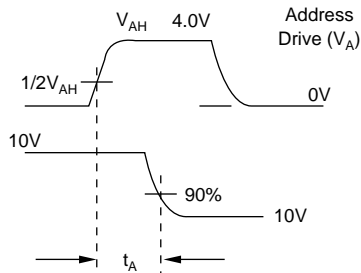 V_AH 4.0V Address
Drive (V_A)
1/2V_AH
0V
10V
90%
10V
t_A